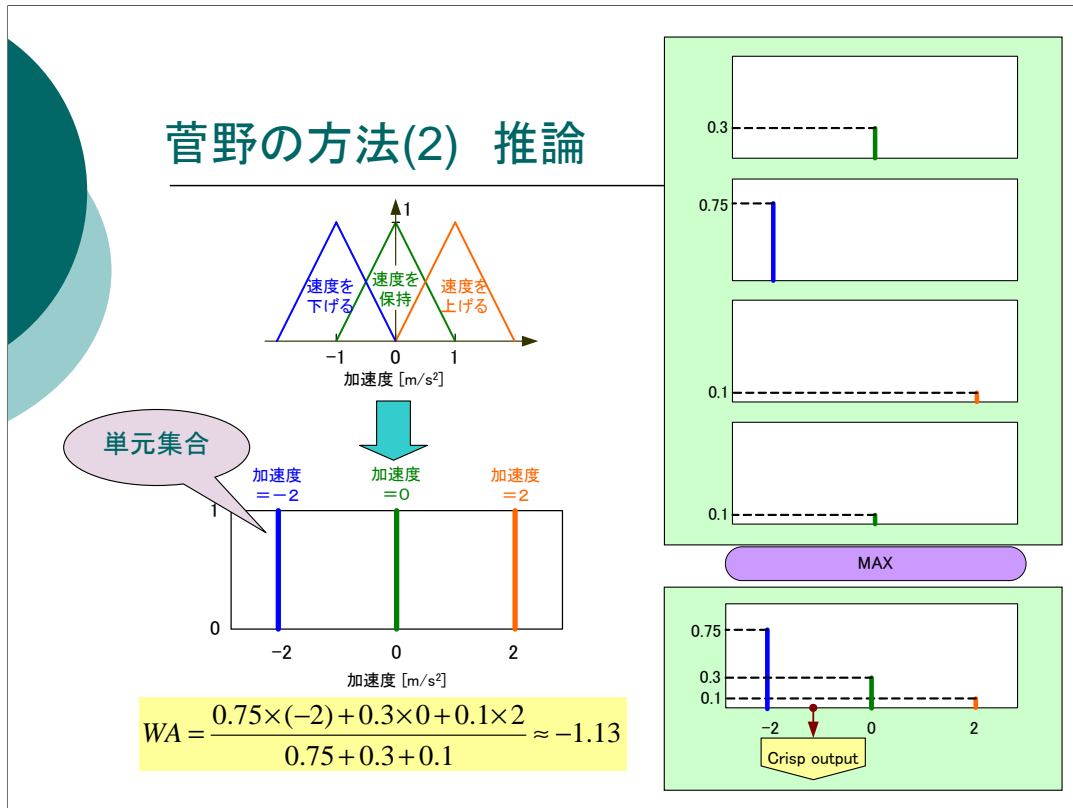 菅野の方法(2) 推論
1
速度を
下げる
速度を
保持
速度を
上げる
-1 0 1
加速度 [m/s²]
単元集合
加速度
=-2
加速度
=0
加速度
=2
1
0
-2 0 2
加速度 [m/s²]
WA = \frac{0.75×(-2)+0.3×0+0.1×2}{0.75+0.3+0.1} ≈ -1.13
0.3
0.75
0.1
0.1
MAX
0.75
0.3
0.1
-2 0 2
Crisp output